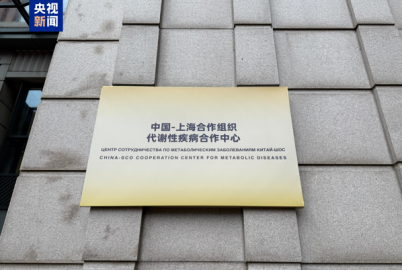 央视
新闻
中国-上海合作组织
代谢性疾病合作中心
ЦЕНТР СОТРУДНИЧЕСТВА ПО МЕТАБОЛИЧЕСКИМ ЗАБОЛЕВАНИЯМ КИТАЙ-ШОС
CHINA-SCO COOPERATION CENTER FOR METABOLIC DISEASES